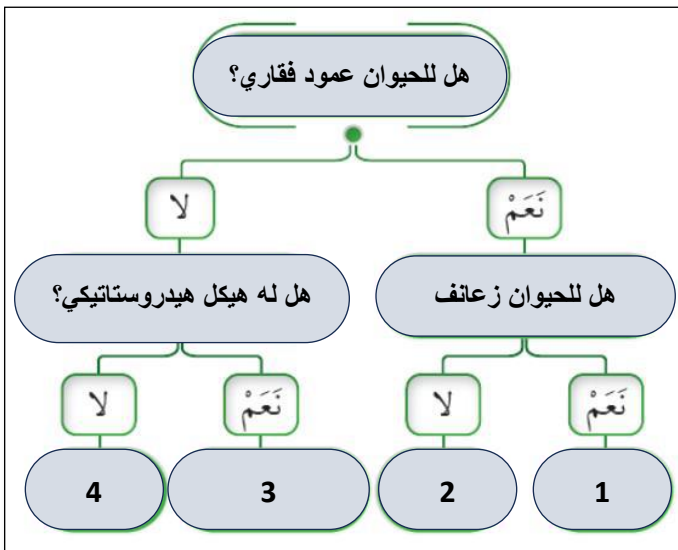 هل للحيوان عمود فقاري؟
نَعَمْ
لا
هل للحيوان زعانف
هل له هيكل هيدروستاتيكي؟
نَعَمْ
لا
نَعَمْ
لا
1
2
3
4